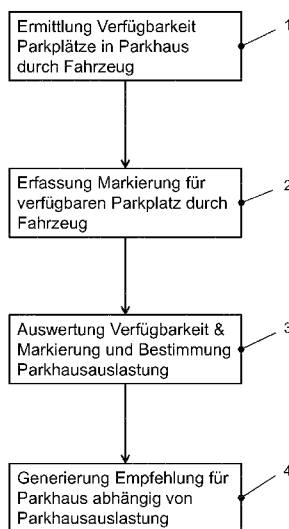 Ermittlung Verfügbarkeit
Parkplätze in Parkhaus
durch Fahrzeug
1
Erfassung Markierung für
verfügbaren Parkplatz durch
Fahrzeug
2
Auswertung Verfügbarkeit &
Markierung und Bestimmung
Parkhausauslastung
3
Generierung Empfehlung für
Parkhaus abhängig von
Parkhausauslastung
4